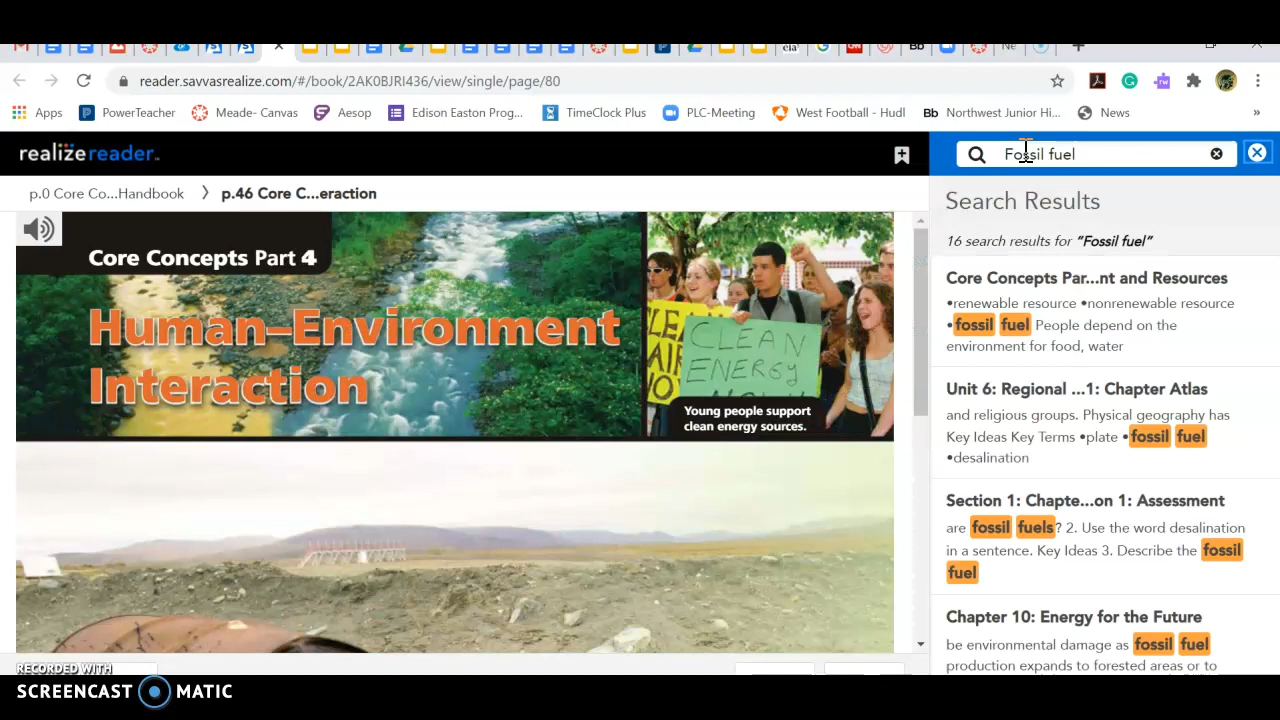 eia
Bb
Ne
reader.savvasrealize.com/#/book/2AK0BJRI436/view/single/page/80
Apps
PowerTeacher
Meade- Canvas
Aesop
Edison Easton Prog...
TimeClock Plus
PLC-Meeting
West Football - Hudl
Bb Northwest Junior Hi...
News
»
realize reader
Fossil fuel
p.0 Core Co...Handbook
p.46 Core C...eraction
Core Concepts Part 4
Human–Environment
Interaction
CLEAN
ENERGY
Young people support
clean energy sources.
Search Results
16 search results for "Fossil fuel"
Core Concepts Par...nt and Resources
•renewable resource •nonrenewable resource
•fossil fuel People depend on the
environment for food, water
Unit 6: Regional ...1: Chapter Atlas
and religious groups. Physical geography has
Key Ideas Key Terms •plate •fossil fuel
•desalination
Section 1: Chapte...on 1: Assessment
are fossil fuels? 2. Use the word desalination
in a sentence. Key Ideas 3. Describe the fossil
fuel
Chapter 10: Energy for the Future
be environmental damage as fossil fuel
production expands to forested areas or to
RECORDED WITH
SCREENCAST MATIC